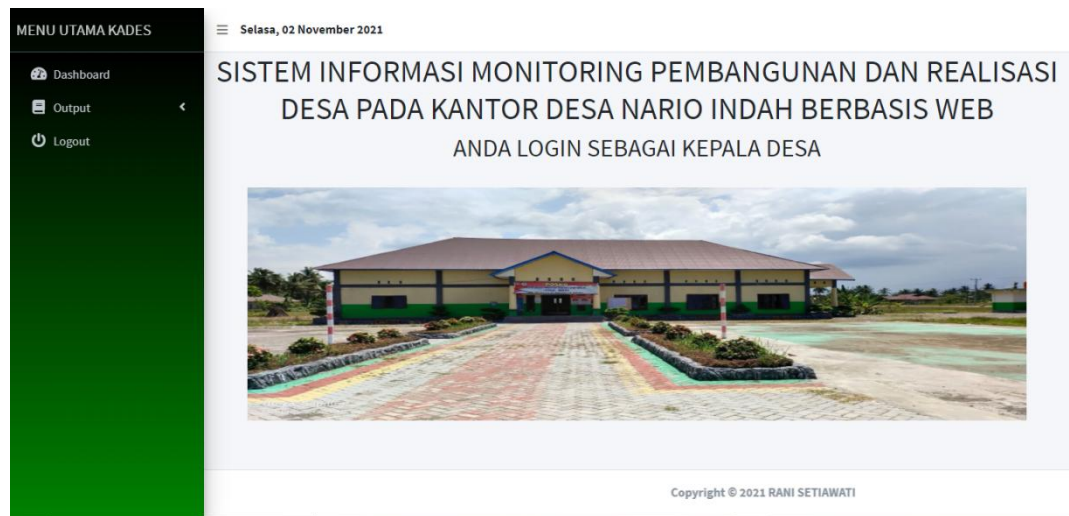 MENU UTAMA KADES
Selasa, 02 November 2021
Dashboard
Output
Logout
SISTEM INFORMASI MONITORING PEMBANGUNAN DAN REALISASI
DESA PADA KANTOR DESA NARIO INDAH BERBASIS WEB
ANDA LOGIN SEBAGAI KEPALA DESA
Copyright © 2021 RANI SETIAWATI